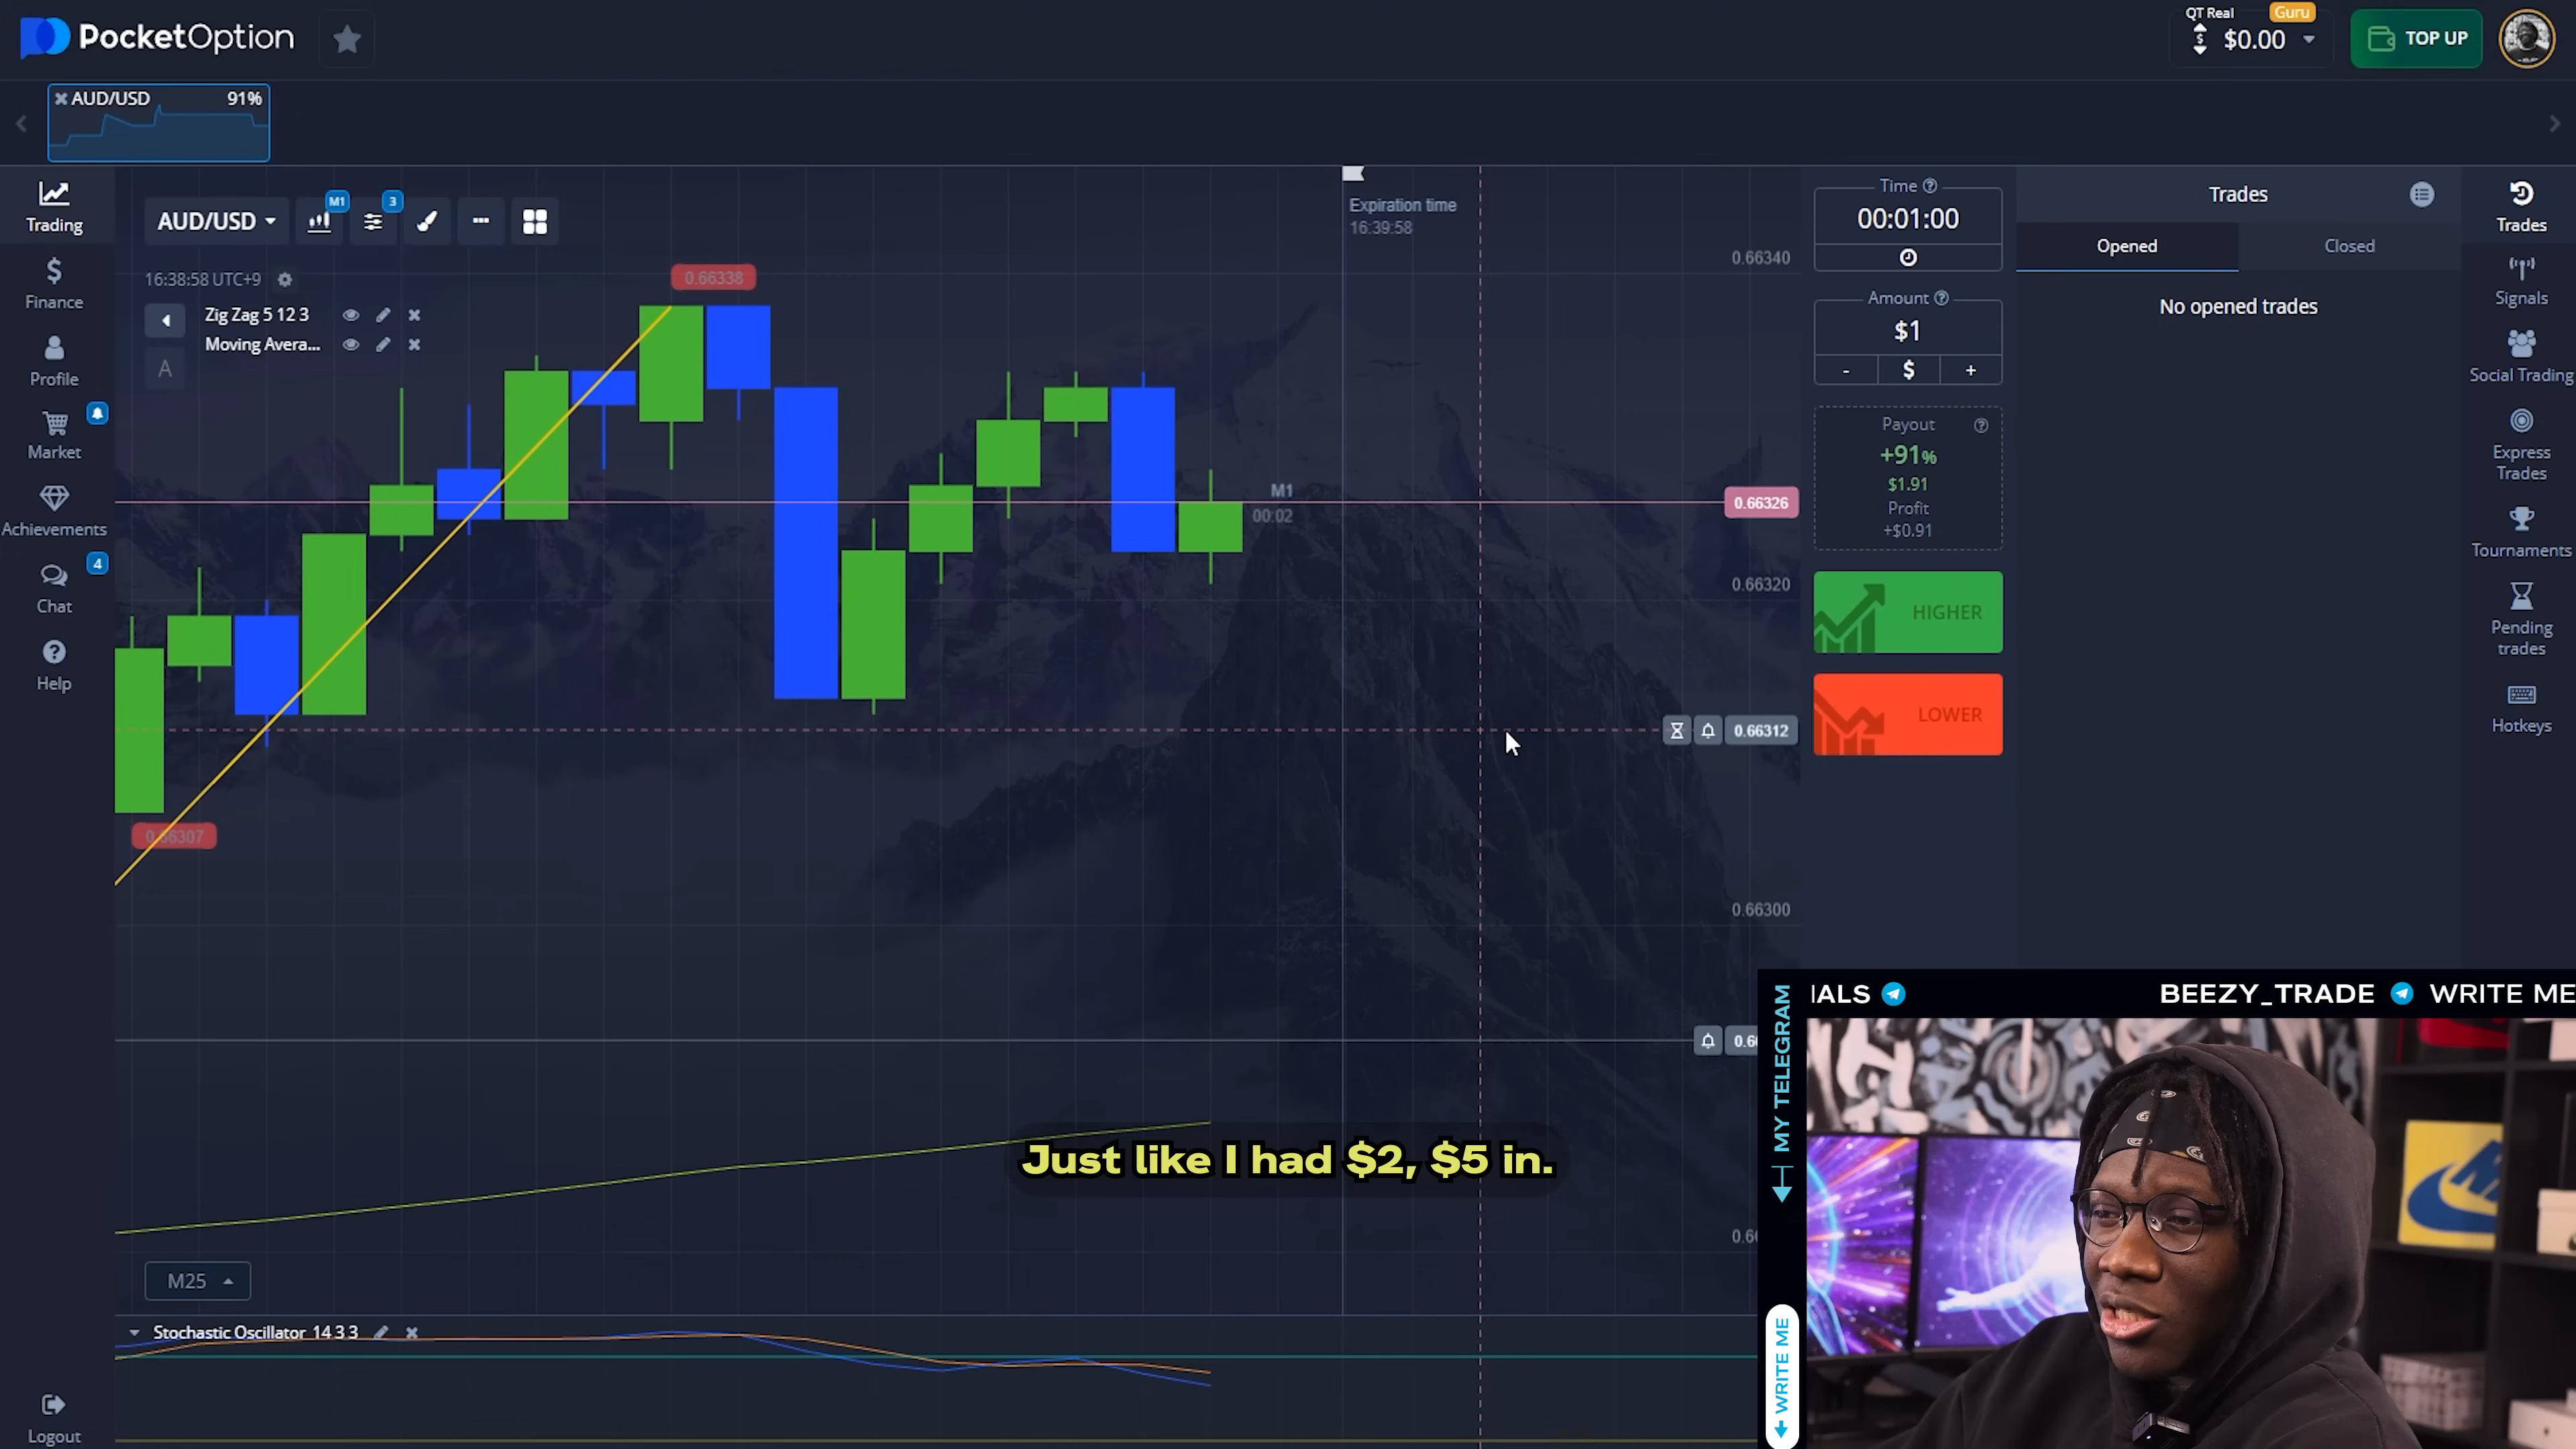 PocketOption
QT Real
Guru
$0.00
TOP UP
AUD/USD
91%
Trading
Finance
Profile
Market
Achievements
Chat
4
Help
Logout
AUD/USD
M1
3
16:38:58 UTC+9
Zig Zag 5 12 3
Moving Avera...
A
0.66338
0.66307
Expiration time
16:39:58
M1
00:02
0.66340
0.66326
0.66320
0.66312
0.66300
Time
00:01:00
Amount
$1
-
$
+
Payout
+91%
$1.91
Profit
+$0.91
HIGHER
LOWER
Trades
Opened
Closed
No opened trades
Trades
Signals
Social Trading
Express
Trades
Tournaments
Pending
trades
Hotkeys
BEEZY_TRADE
WRITE ME
MY TELEGRAM
WRITE ME
Just like I had $2, $5 in.
M25
Stochastic Oscillator 14 3 3